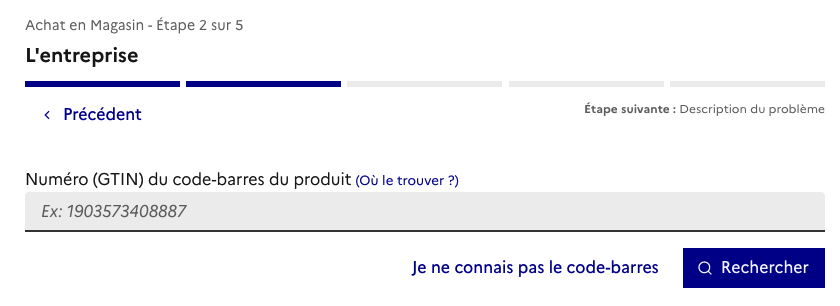 Achat en Magasin - Étape 2 sur 5
L'entreprise
Précédent
Étape suivante : Description du problème
Numéro (GTIN) du code-barres du produit (Où le trouver ?)
Ex: 1903573408887
Je ne connais pas le code-barres
Rechercher